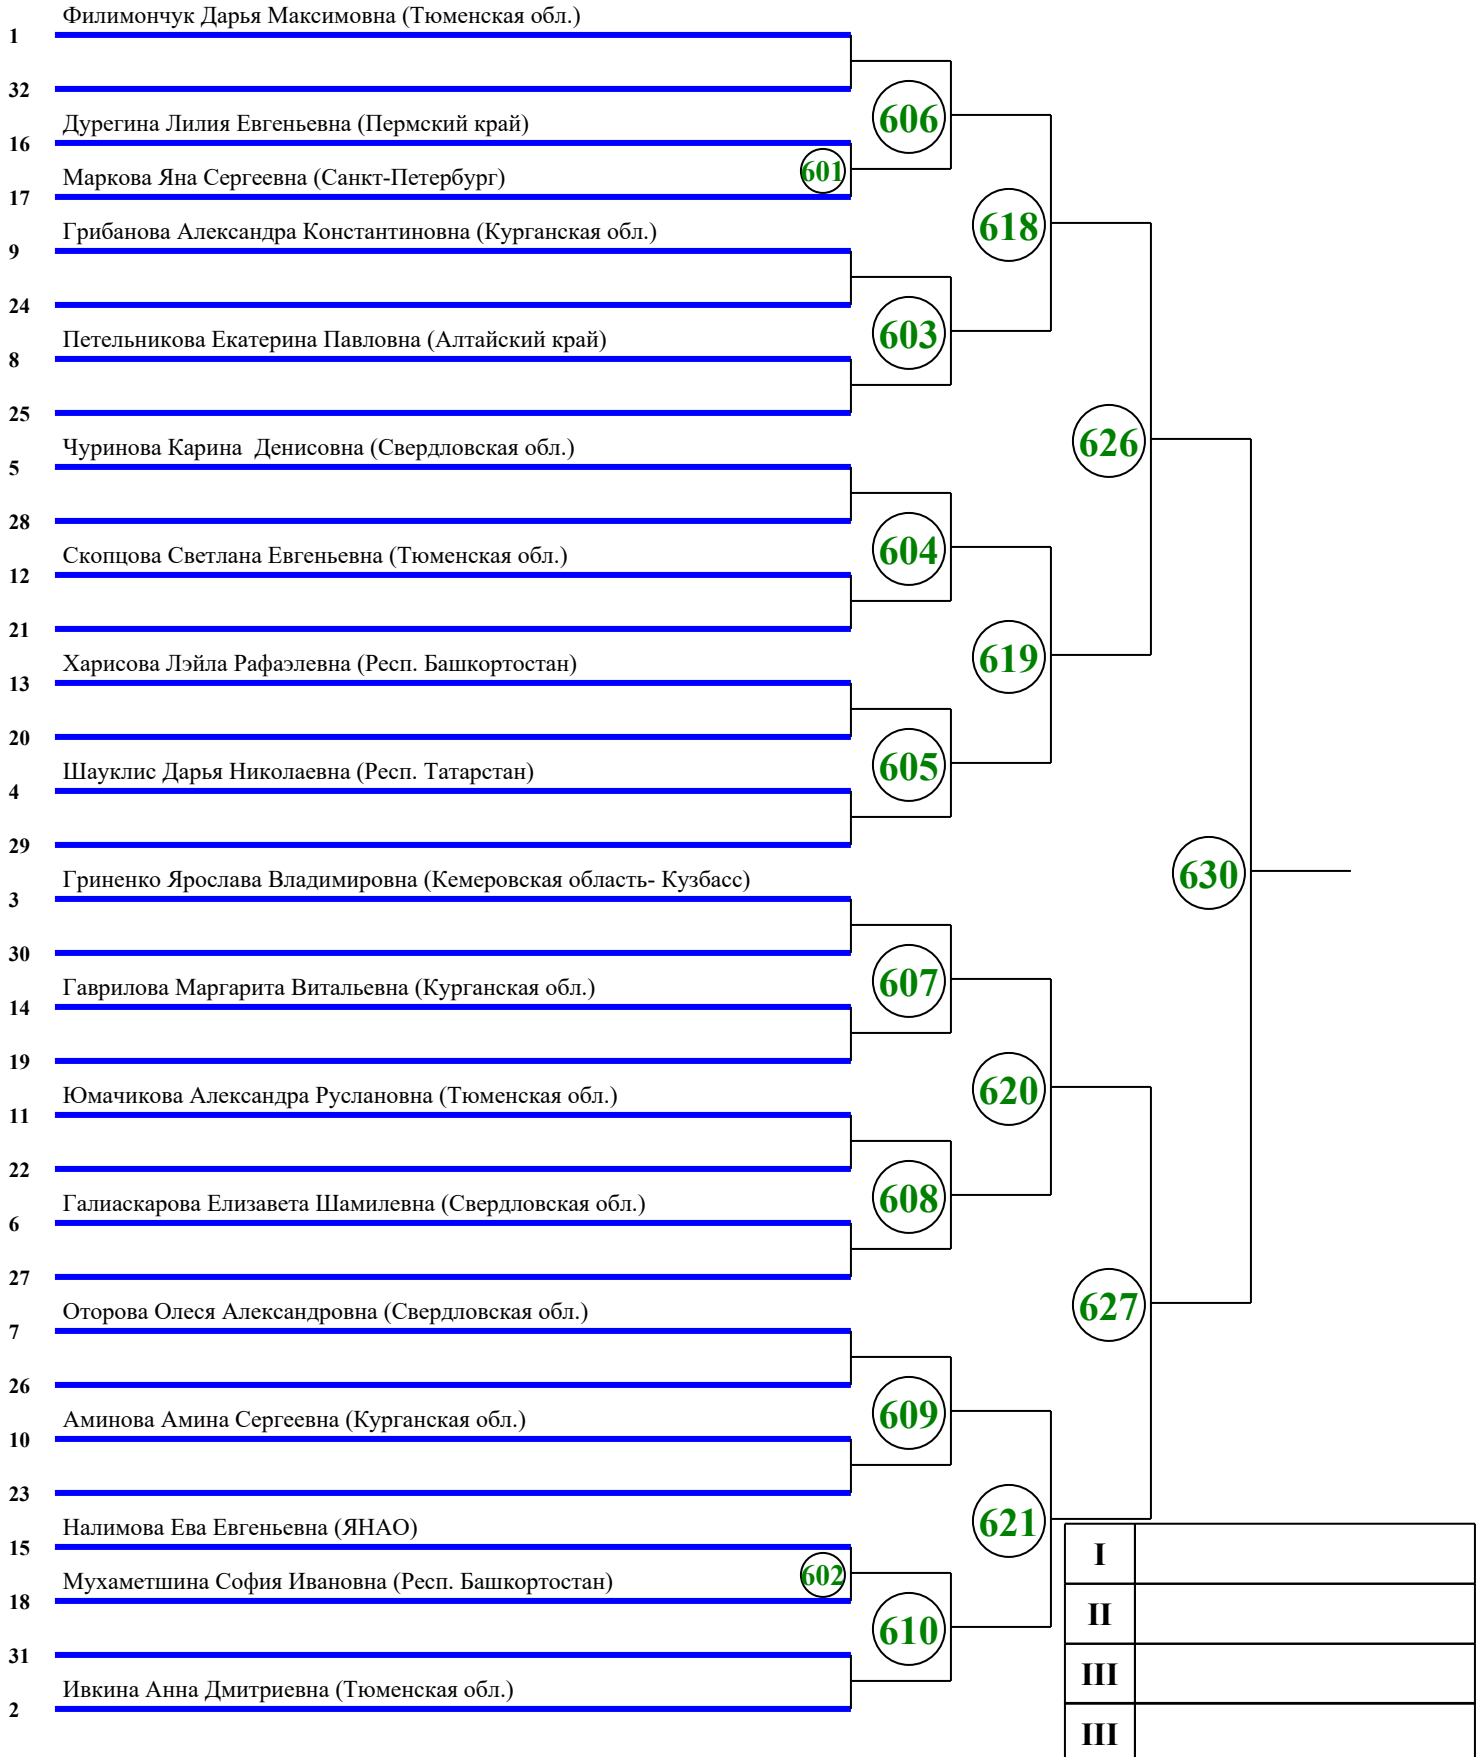 Филимончук Дарья Максимовна (Тюменская обл.)
1
32
606
Дурегина Лилия Евгеньевна (Пермский край)
16
601
Маркова Яна Сергеевна (Санкт-Петербург)
17
618
Грибанова Александра Константиновна (Курганская обл.)
9
24
603
Петельникова Екатерина Павловна (Алтайский край)
8
25
626
Чуринова Карина  Денисовна (Свердловская обл.)
5
28
604
Скопцова Светлана Евгеньевна (Тюменская обл.)
12
21
619
Харисова Лэйла Рафаэлевна (Респ. Башкортостан)
13
20
605
Шауклис Дарья Николаевна (Респ. Татарстан)
4
29
630
Гриненко Ярослава Владимировна (Кемеровская область- Кузбасс)
3
30
607
Гаврилова Маргарита Витальевна (Курганская обл.)
14
19
620
Юмачикова Александра Руслановна (Тюменская обл.)
11
22
608
Галиаскарова Елизавета Шамилевна (Свердловская обл.)
6
27
627
Оторова Олеся Александровна (Свердловская обл.)
7
26
609
Аминова Амина Сергеевна (Курганская обл.)
10
23
621
Налимова Ева Евгеньевна (ЯНАО)
15
I
602
Мухаметшина София Ивановна (Респ. Башкортостан)
18
II
610
31
III
Ивкина Анна Дмитриевна (Тюменская обл.)
2
III